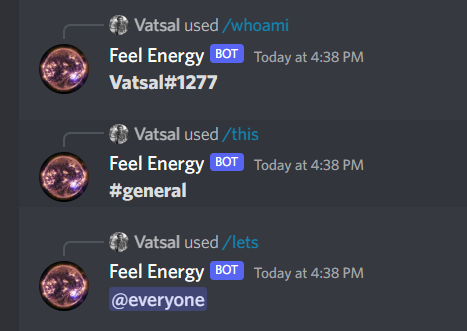 Vatsal used /whoami
Feel Energy BOT Today at 4:38 PM
Vatsal#1277
Vatsal used /this
Feel Energy BOT Today at 4:38 PM
#general
Vatsal used /lets
Feel Energy BOT Today at 4:38 PM
@everyone